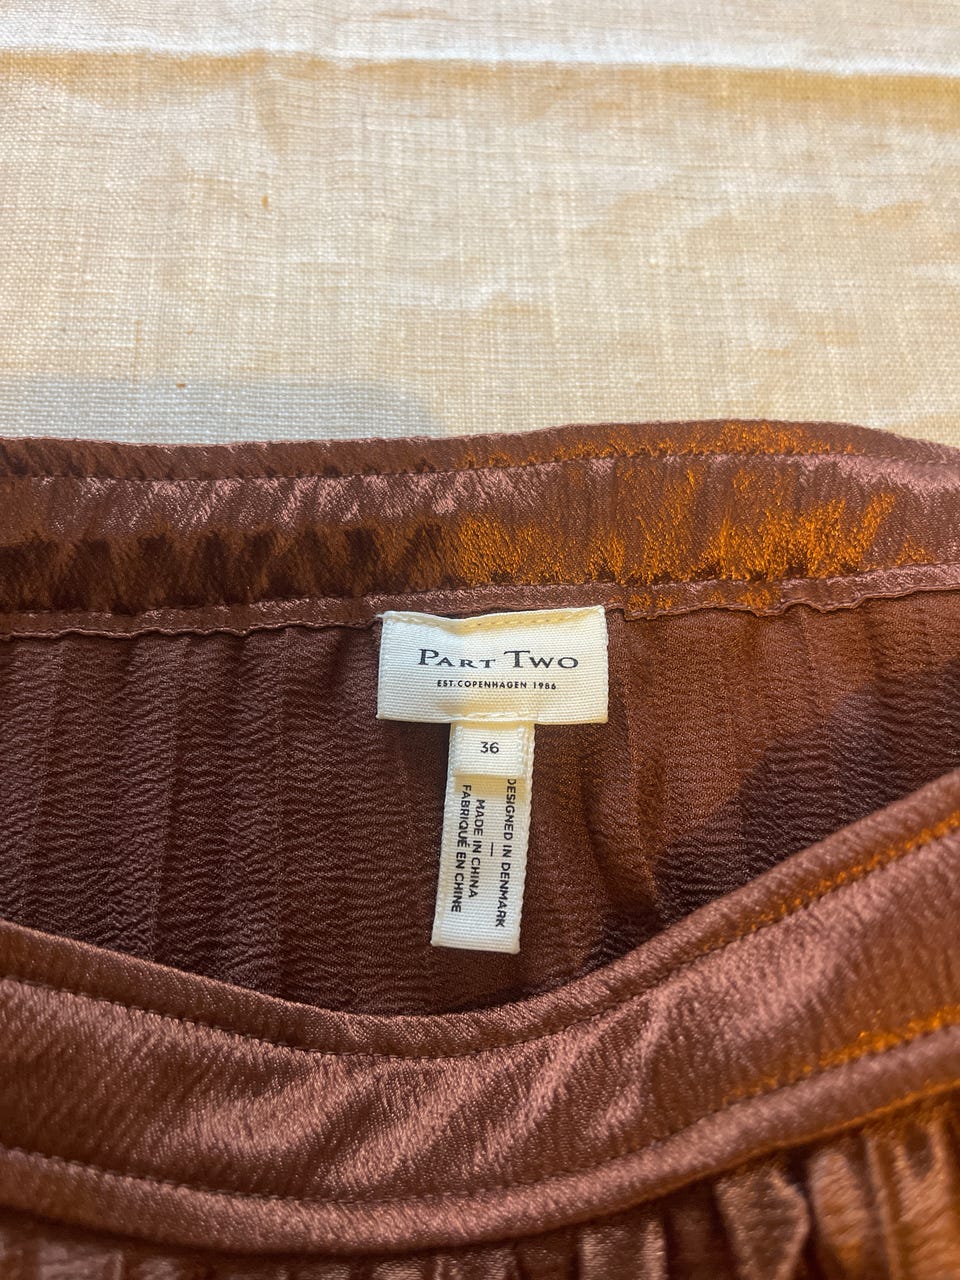 PART TWO
EST. COPENHAGEN 1986
36
DESIGNED IN DENMARK
—
MADE IN CHINA
FABRIQUÉ EN CHINE